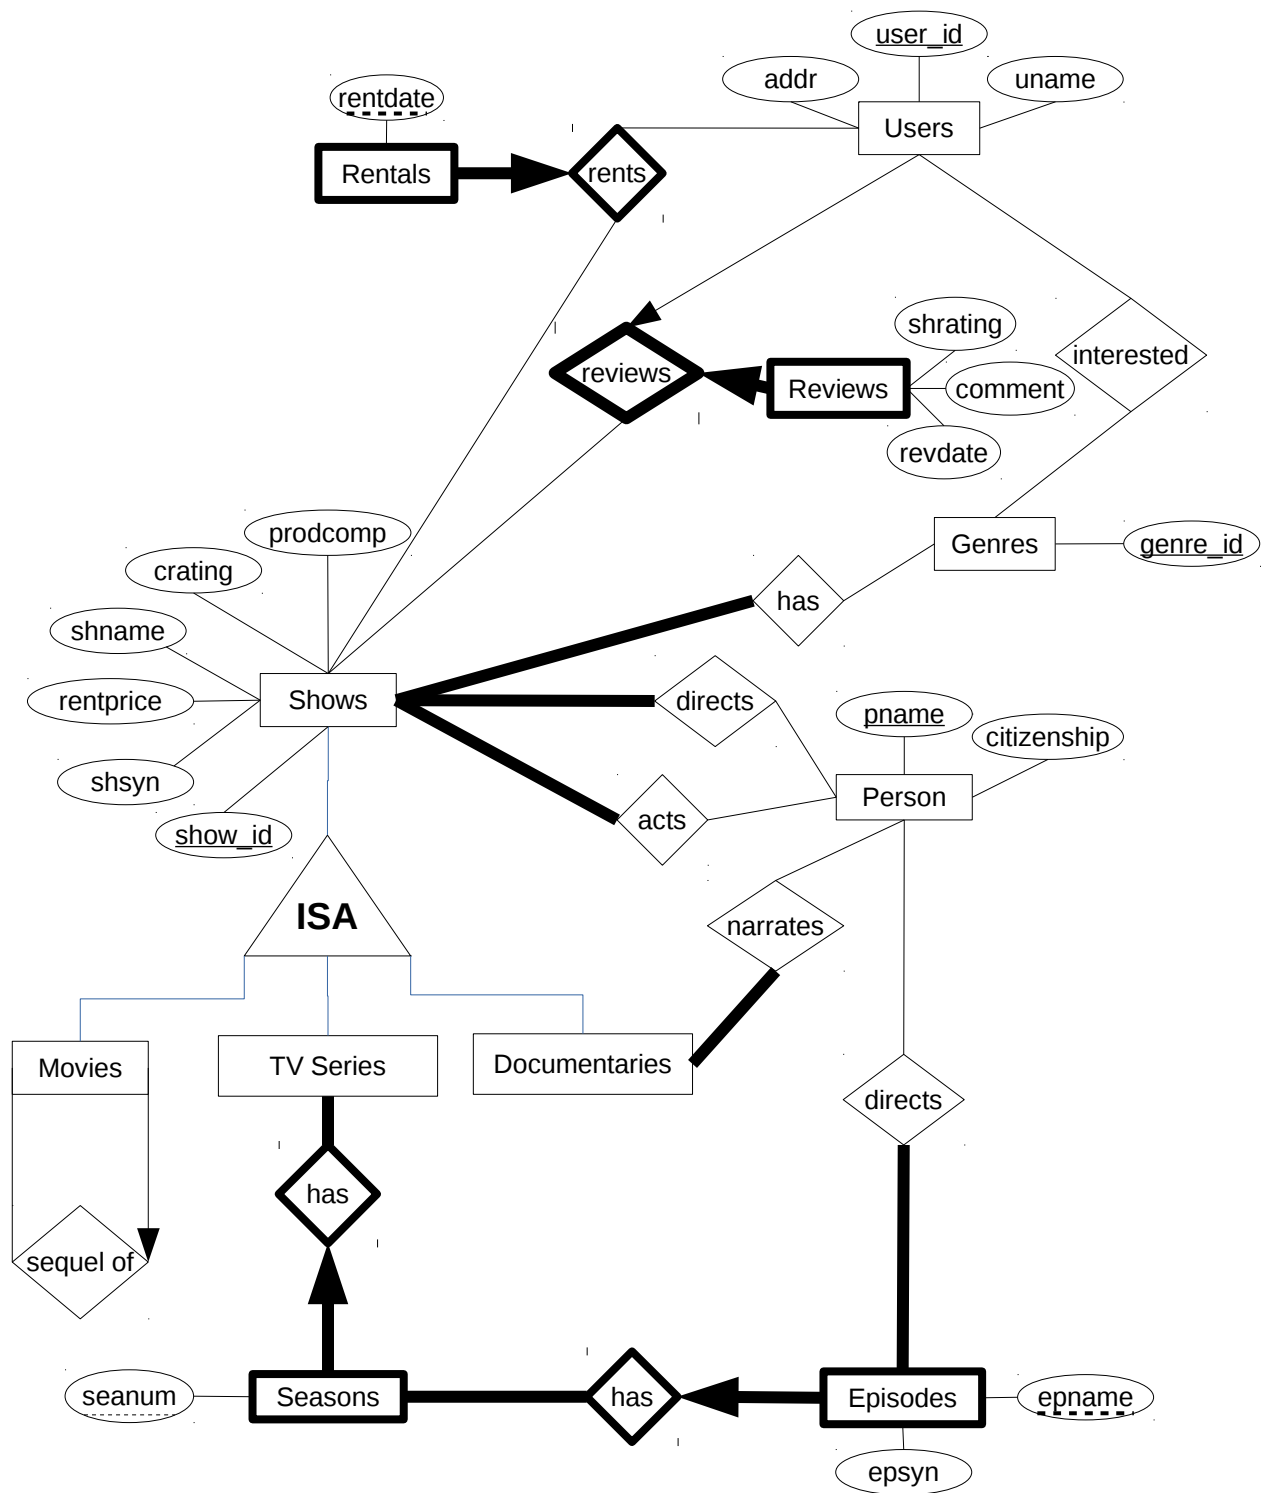 user_id
addr
uname
rentdate
Users
Rentals
rents
shrating
interested
reviews
Reviews
comment
revdate
prodcomp
Genres
genre_id
crating
has
shname
Shows
rentprice
directs
pname
citizenship
shsyn
Person
show_id
acts
ISA
narrates
Movies
TV Series
Documentaries
directs
has
sequel of
seanum
Seasons
has
Episodes
epname
epsyn